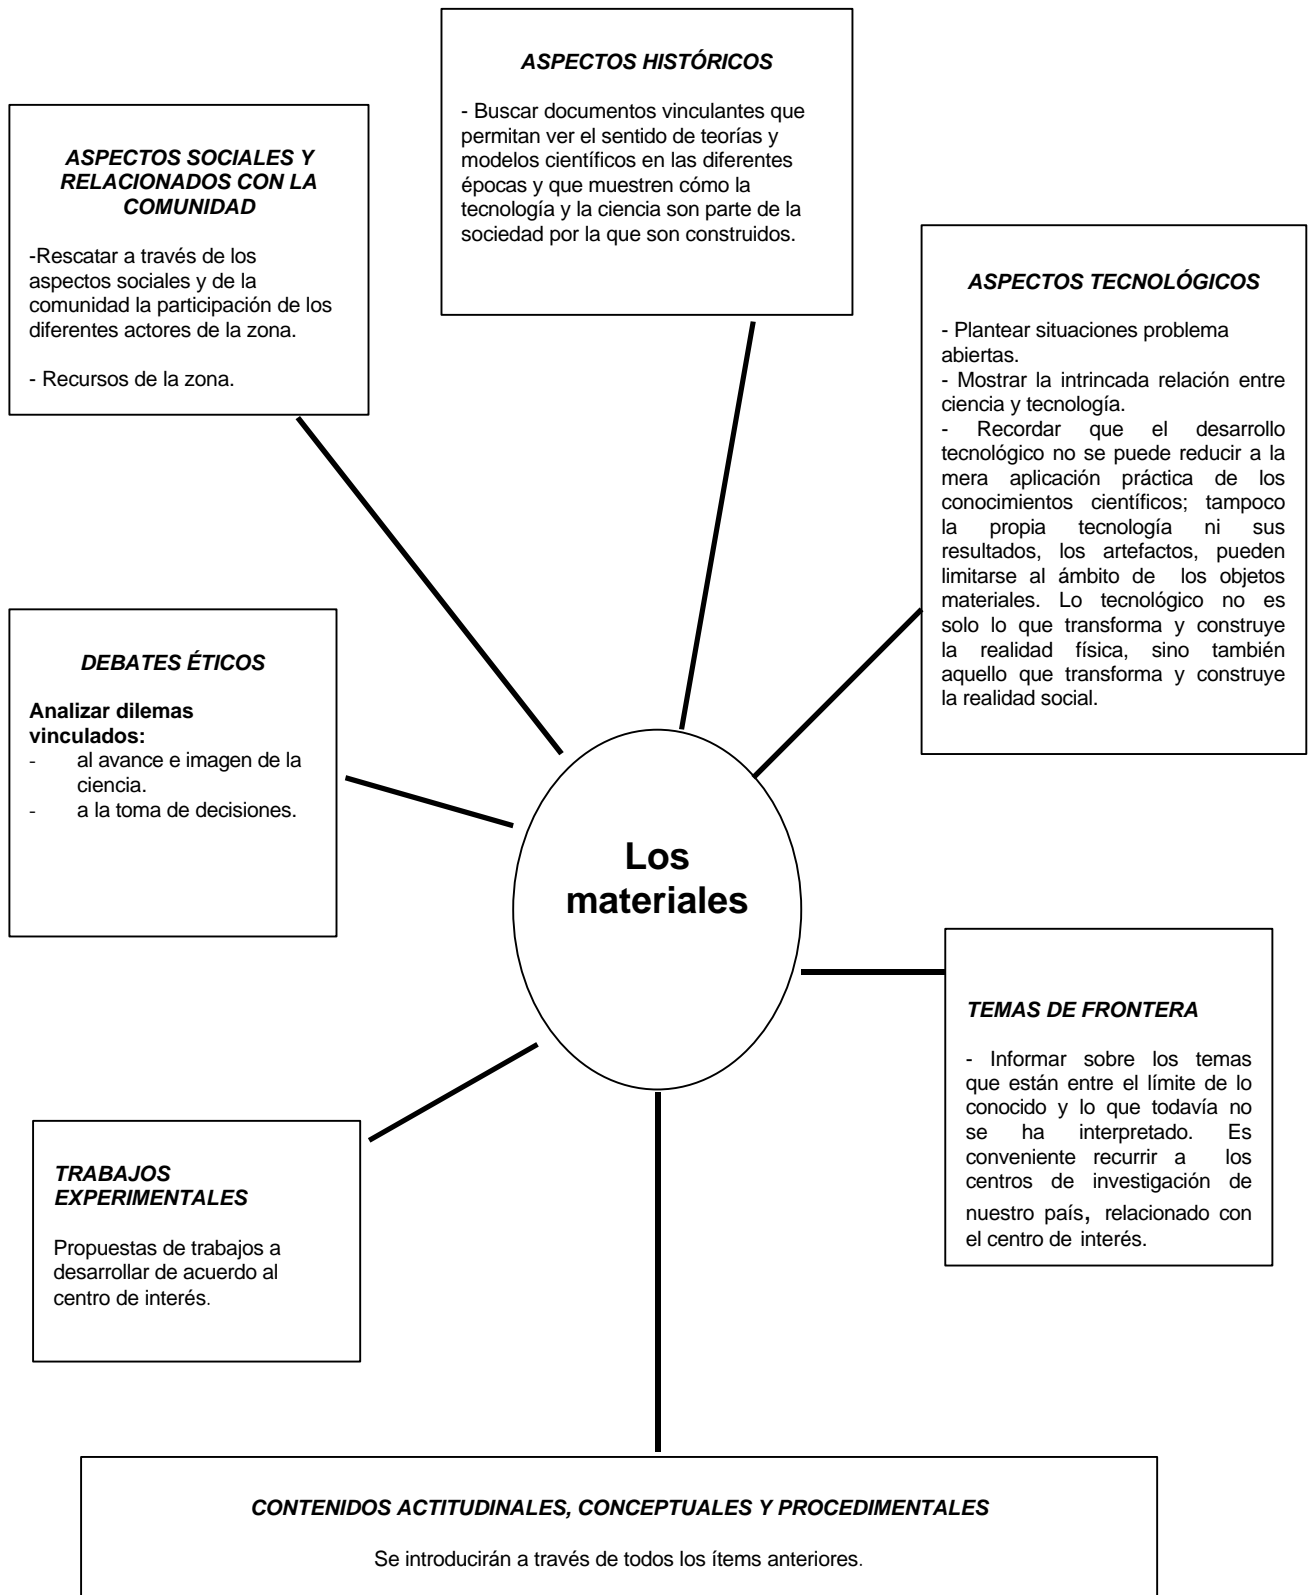 ASPECTOS HISTÓRICOS
- Buscar documentos vinculantes que
permitan ver el sentido de teorías y
modelos científicos en las diferentes
épocas y que muestren cómo la
tecnología y la ciencia son parte de la
sociedad por la que son construidos.
ASPECTOS SOCIALES Y
RELACIONADOS CON LA
COMUNIDAD
-Rescatar a través de los
aspectos sociales y de la
comunidad la participación de los
diferentes actores de la zona.
- Recursos de la zona.
ASPECTOS TECNOLÓGICOS
- Plantear situaciones problema
abiertas.
- Mostrar la intrincada relación entre
ciencia y tecnología.
- Recordar que el desarrollo
tecnológico no se puede reducir a la
mera aplicación práctica de los
conocimientos científicos; tampoco
la propia tecnología ni sus
resultados, los artefactos, pueden
limitarse al ámbito de los objetos
materiales. Lo tecnológico no es
solo lo que transforma y construye
la realidad física, sino también
aquello que transforma y construye
la realidad social.
DEBATES ÉTICOS
Analizar dilemas
vinculados:
- al avance e imagen de la
ciencia.
- a la toma de decisiones.
Los
materiales
TEMAS DE FRONTERA
- Informar sobre los temas
que están entre el límite de lo
conocido y lo que todavía no
se ha interpretado. Es
conveniente recurrir a los
centros de investigación de
nuestro país, relacionado con
el centro de interés.
TRABAJOS
EXPERIMENTALES
Propuestas de trabajos a
desarrollar de acuerdo al
centro de interés.
CONTENIDOS ACTITUDINALES, CONCEPTUALES Y PROCEDIMENTALES
Se introducirán a través de todos los ítems anteriores.